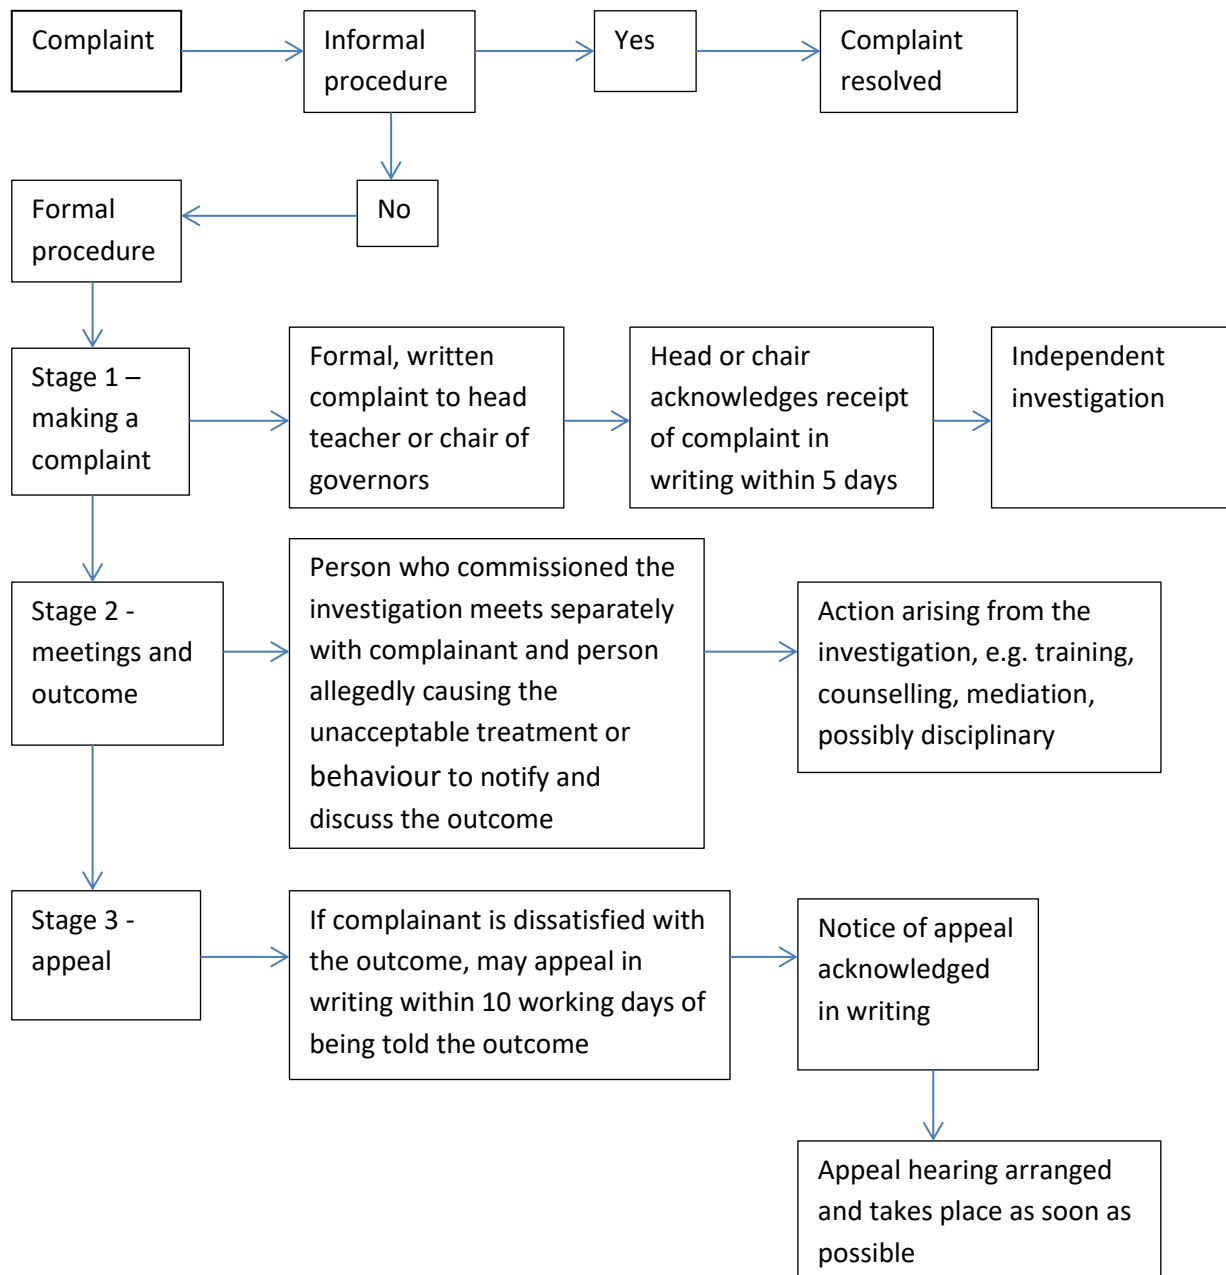 Complaint
Informal
procedure
Yes
Complaint
resolved
Formal
procedure
No
Stage 1 –
making a
complaint
Formal, written
complaint to head
teacher or chair of
governors
Head or chair
acknowledges receipt
of complaint in
writing within 5 days
Independent
investigation
Stage 2 -
meetings and
outcome
Person who commissioned the
investigation meets separately
with complainant and person
allegedly causing the
unacceptable treatment or
behaviour to notify and
discuss the outcome
Action arising from the
investigation, e.g. training,
counselling, mediation,
possibly disciplinary
Stage 3 -
appeal
If complainant is dissatisfied with
the outcome, may appeal in
writing within 10 working days of
being told the outcome
Notice of appeal
acknowledged
in writing
Appeal hearing arranged
and takes place as soon as
possible